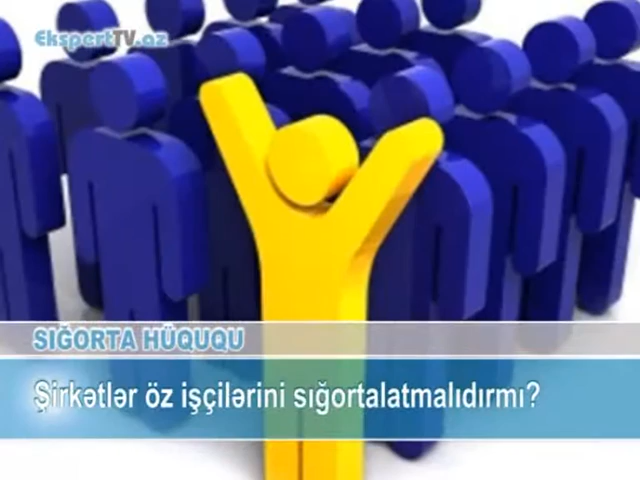 EkspertTV.az
SIĞORTA HÜQUQU
Şirkətlər öz işçilərini sığortalatmalıdırmı?